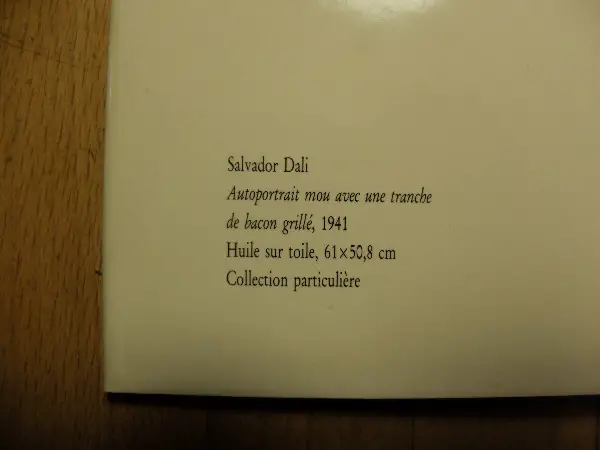 Salvador Dali
Autoportrait mou avec une tranche
de bacon grillé, 1941
Huile sur toile, 61×50,8 cm
Collection particulière